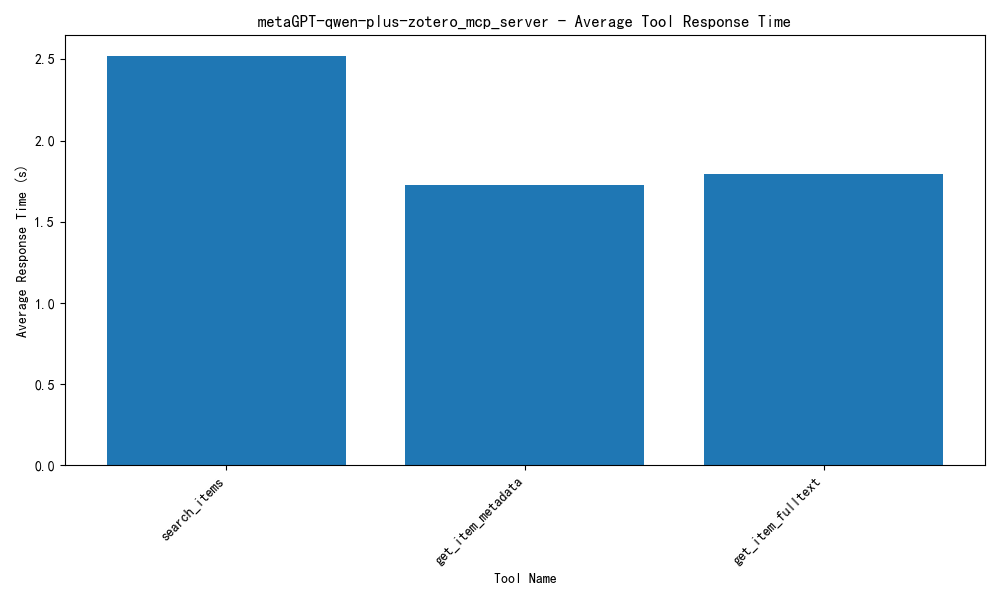 metaGPT-qwen-plus-zotero_mcp_server - Average Tool Response Time
Average Response Time (s)
2.5
2.0
1.5
1.0
0.5
0.0
search_items
get_item_metadata
get_item_fulltext
Tool Name